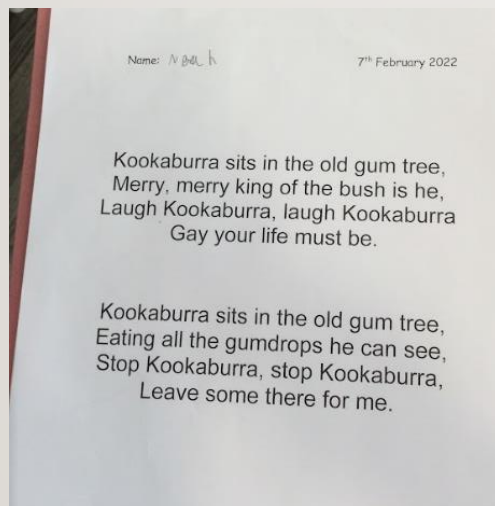 Name: Noah
7th February 2022
Kookaburra sits in the old gum tree,
Merry, merry king of the bush is he,
Laugh Kookaburra, laugh Kookaburra
Gay your life must be.
Kookaburra sits in the old gum tree,
Eating all the gumdrops he can see,
Stop Kookaburra, stop Kookaburra,
Leave some there for me.